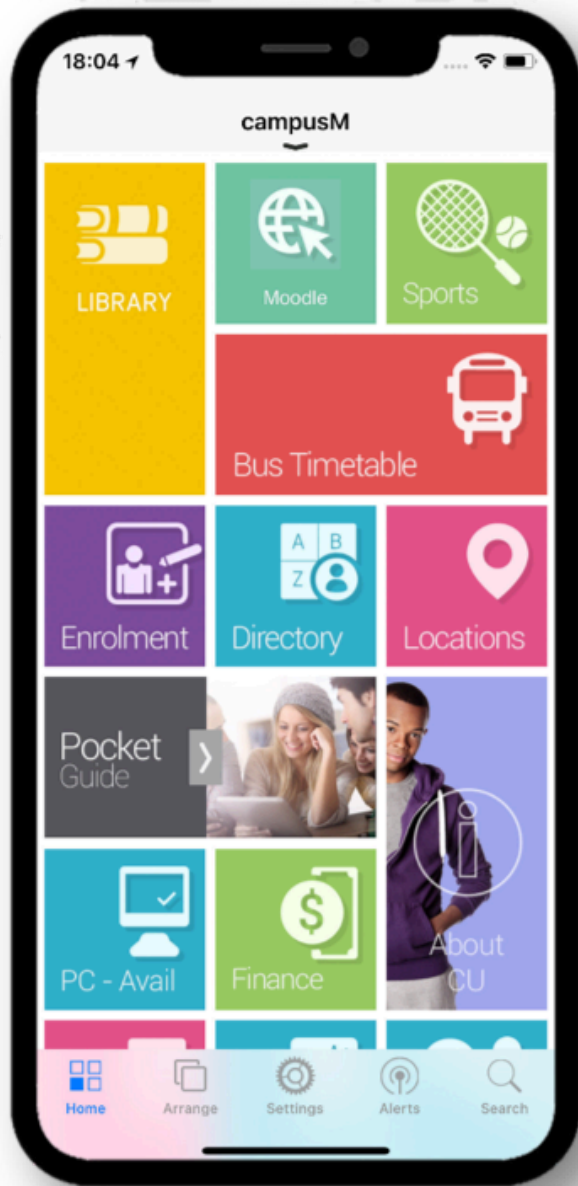 18:04
campusM
LIBRARY
Moodle
Sports
Bus Timetable
Enrolment
A B
Z
Directory
Locations
Pocket
Guide
i
About
CU
PC - Avail
$
Finance
Home
Arrange
Settings
Alerts
Search